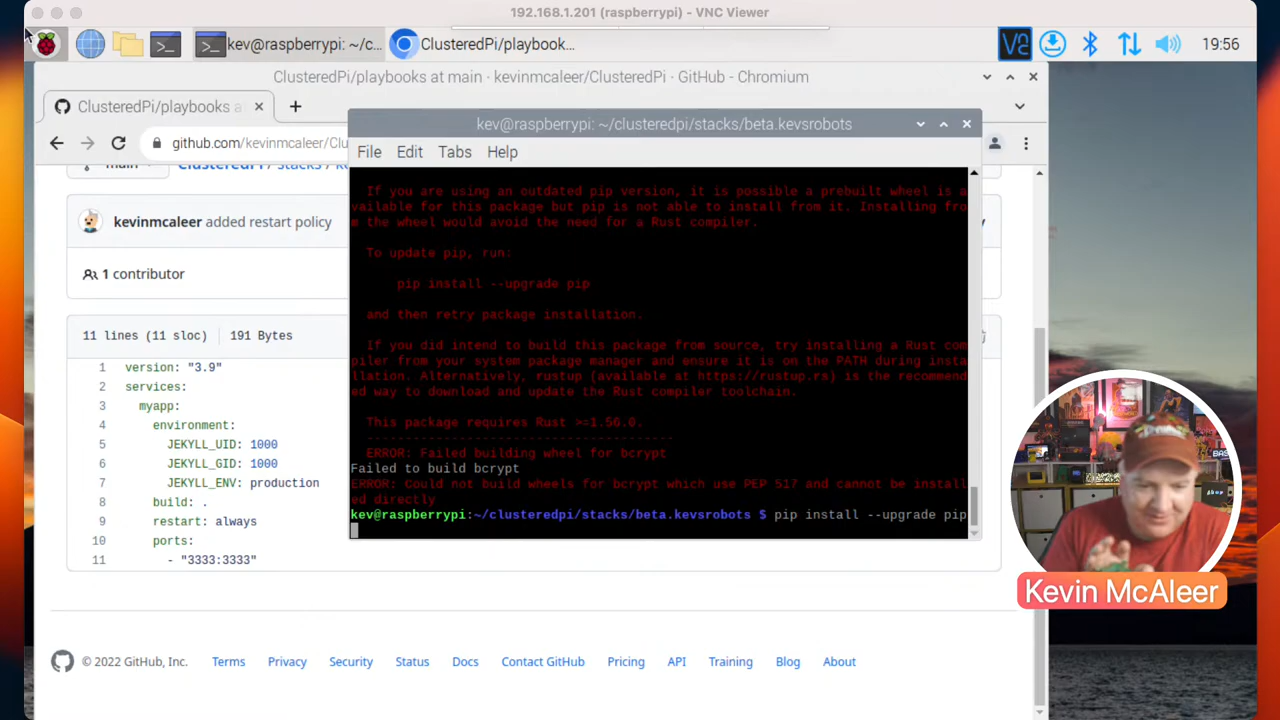 192.168.1.201 (raspberrypi) - VNC Viewer
kev@raspberrypi: ~/c...
ClusteredPi/playbook...
19:56
ClusteredPi/playbooks at main · kevinmcaleer/ClusteredPi · GitHub - Chromium
ClusteredPi/playbooks a
github.com/kevinmcaleer/Clu
kev@raspberrypi: ~/clusteredpi/stacks/beta.kevsrobots
File Edit Tabs Help
main
ClusteredPi / stacks /
kevinmcaleer added restart policy
1 contributor
11 lines (11 sloc) 191 Bytes
1 version: "3.9"
2 services:
3 myapp:
4 environment:
5 JEKYLL_UID: 1000
6 JEKYLL_GID: 1000
7 JEKYLL_ENV: production
8 build: .
9 restart: always
10 ports:
11 - "3333:3333"
If you are using an outdated pip version, it is possible a prebuilt wheel is a
vailable for this package but pip is not able to install from it. Installing fro
m the wheel would avoid the need for a Rust compiler.
To update pip, run:
pip install --upgrade pip
and then retry package installation.
If you did intend to build this package from source, try installing a Rust com
piler from your system package manager and ensure it is on the PATH during insta
llation. Alternatively, rustup (available at https://rustup.rs) is the recommend
ed way to download and update the Rust compiler toolchain.
This package requires Rust >=1.56.0.
----------------------------------------
ERROR: Failed building wheel for bcrypt
Failed to build bcrypt
ERROR: Could not build wheels for bcrypt which use PEP 517 and cannot be install
ed directly
kev@raspberrypi:~/clusteredpi/stacks/beta.kevsrobots $ pip install --upgrade pip
Kevin McAleer
© 2022 GitHub, Inc. Terms Privacy Security Status Docs Contact GitHub Pricing API Training Blog About